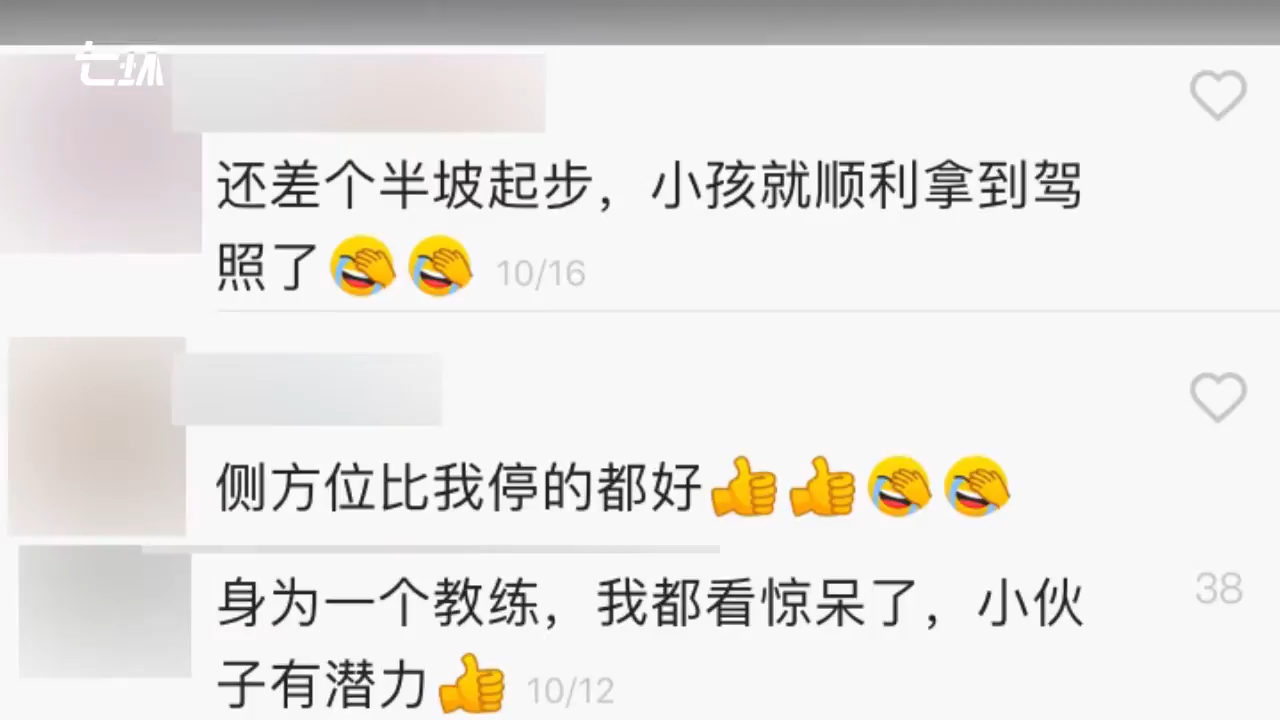 七环
还差个半坡起步，小孩就顺利拿到驾
照了🤣🤣 10/16
侧方位比我停的都好👍👍🤣🤣
身为一个教练，我都看惊呆了，小伙
38
子有潜力👍 10/12